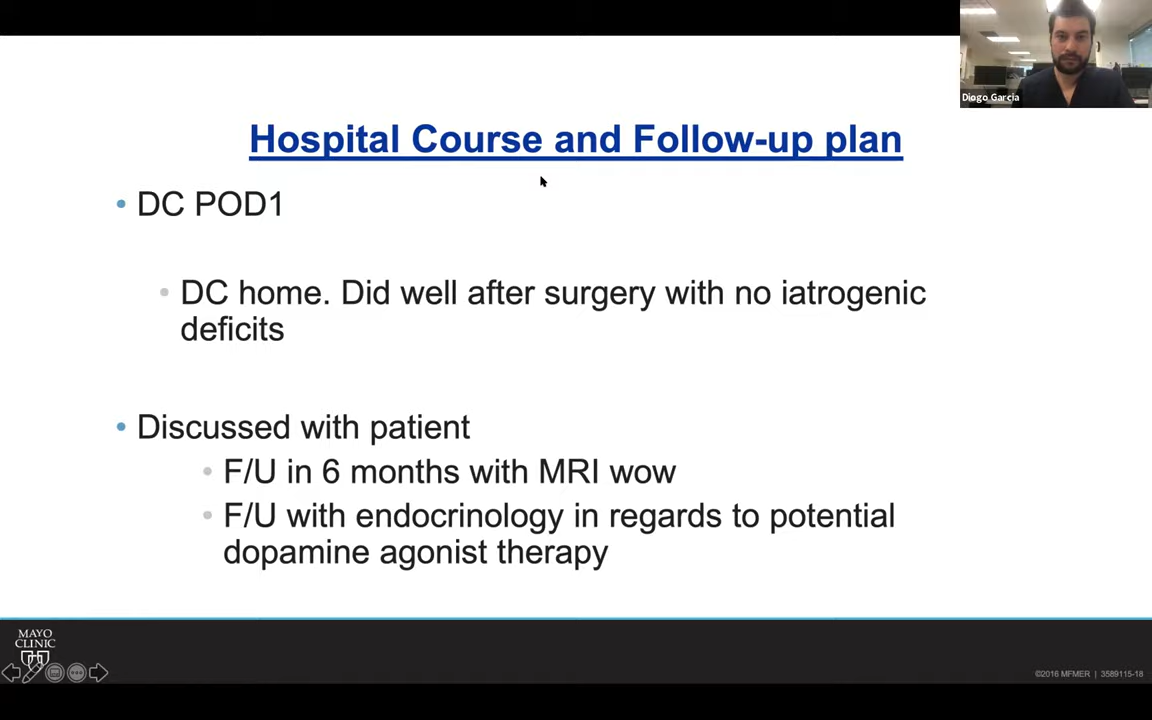 Diogo Garcia
Hospital Course and Follow-up plan
DC POD1
DC home. Did well after surgery with no iatrogenic
deficits
Discussed with patient
F/U in 6 months with MRI wow
F/U with endocrinology in regards to potential
dopamine agonist therapy
MAYO
CLINIC
©2016 MFMER | 3589115-18